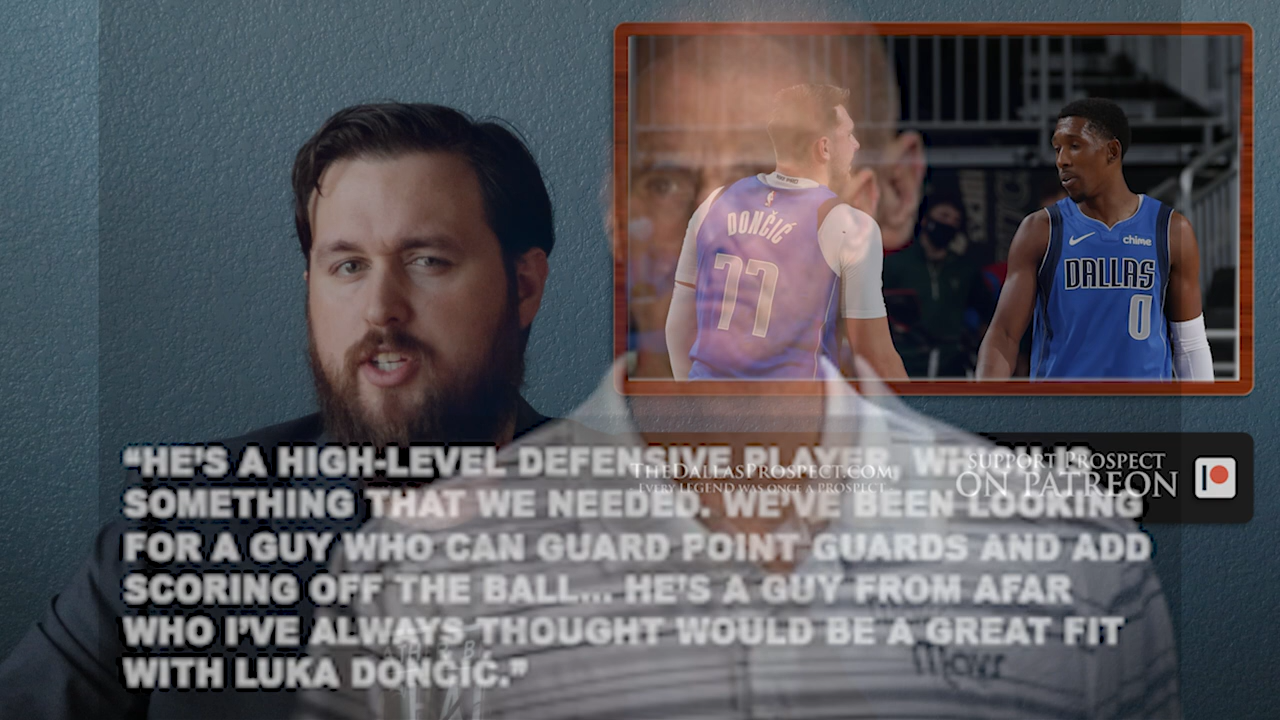 DONČIĆ
77
chime
DALLAS
0
TheDallasProspect.com
Every legend was once a prospect
Support Prospect
on Patreon
“HE’S A HIGH-LEVEL DEFENSIVE PLAYER, WHICH IS
SOMETHING THAT WE NEEDED. WE’VE BEEN LOOKING
FOR A GUY WHO CAN GUARD POINT GUARDS AND ADD
SCORING OFF THE BALL... HE’S A GUY FROM AFAR
WHO I’VE ALWAYS THOUGHT WOULD BE A GREAT FIT
WITH LUKA DONČIĆ.”